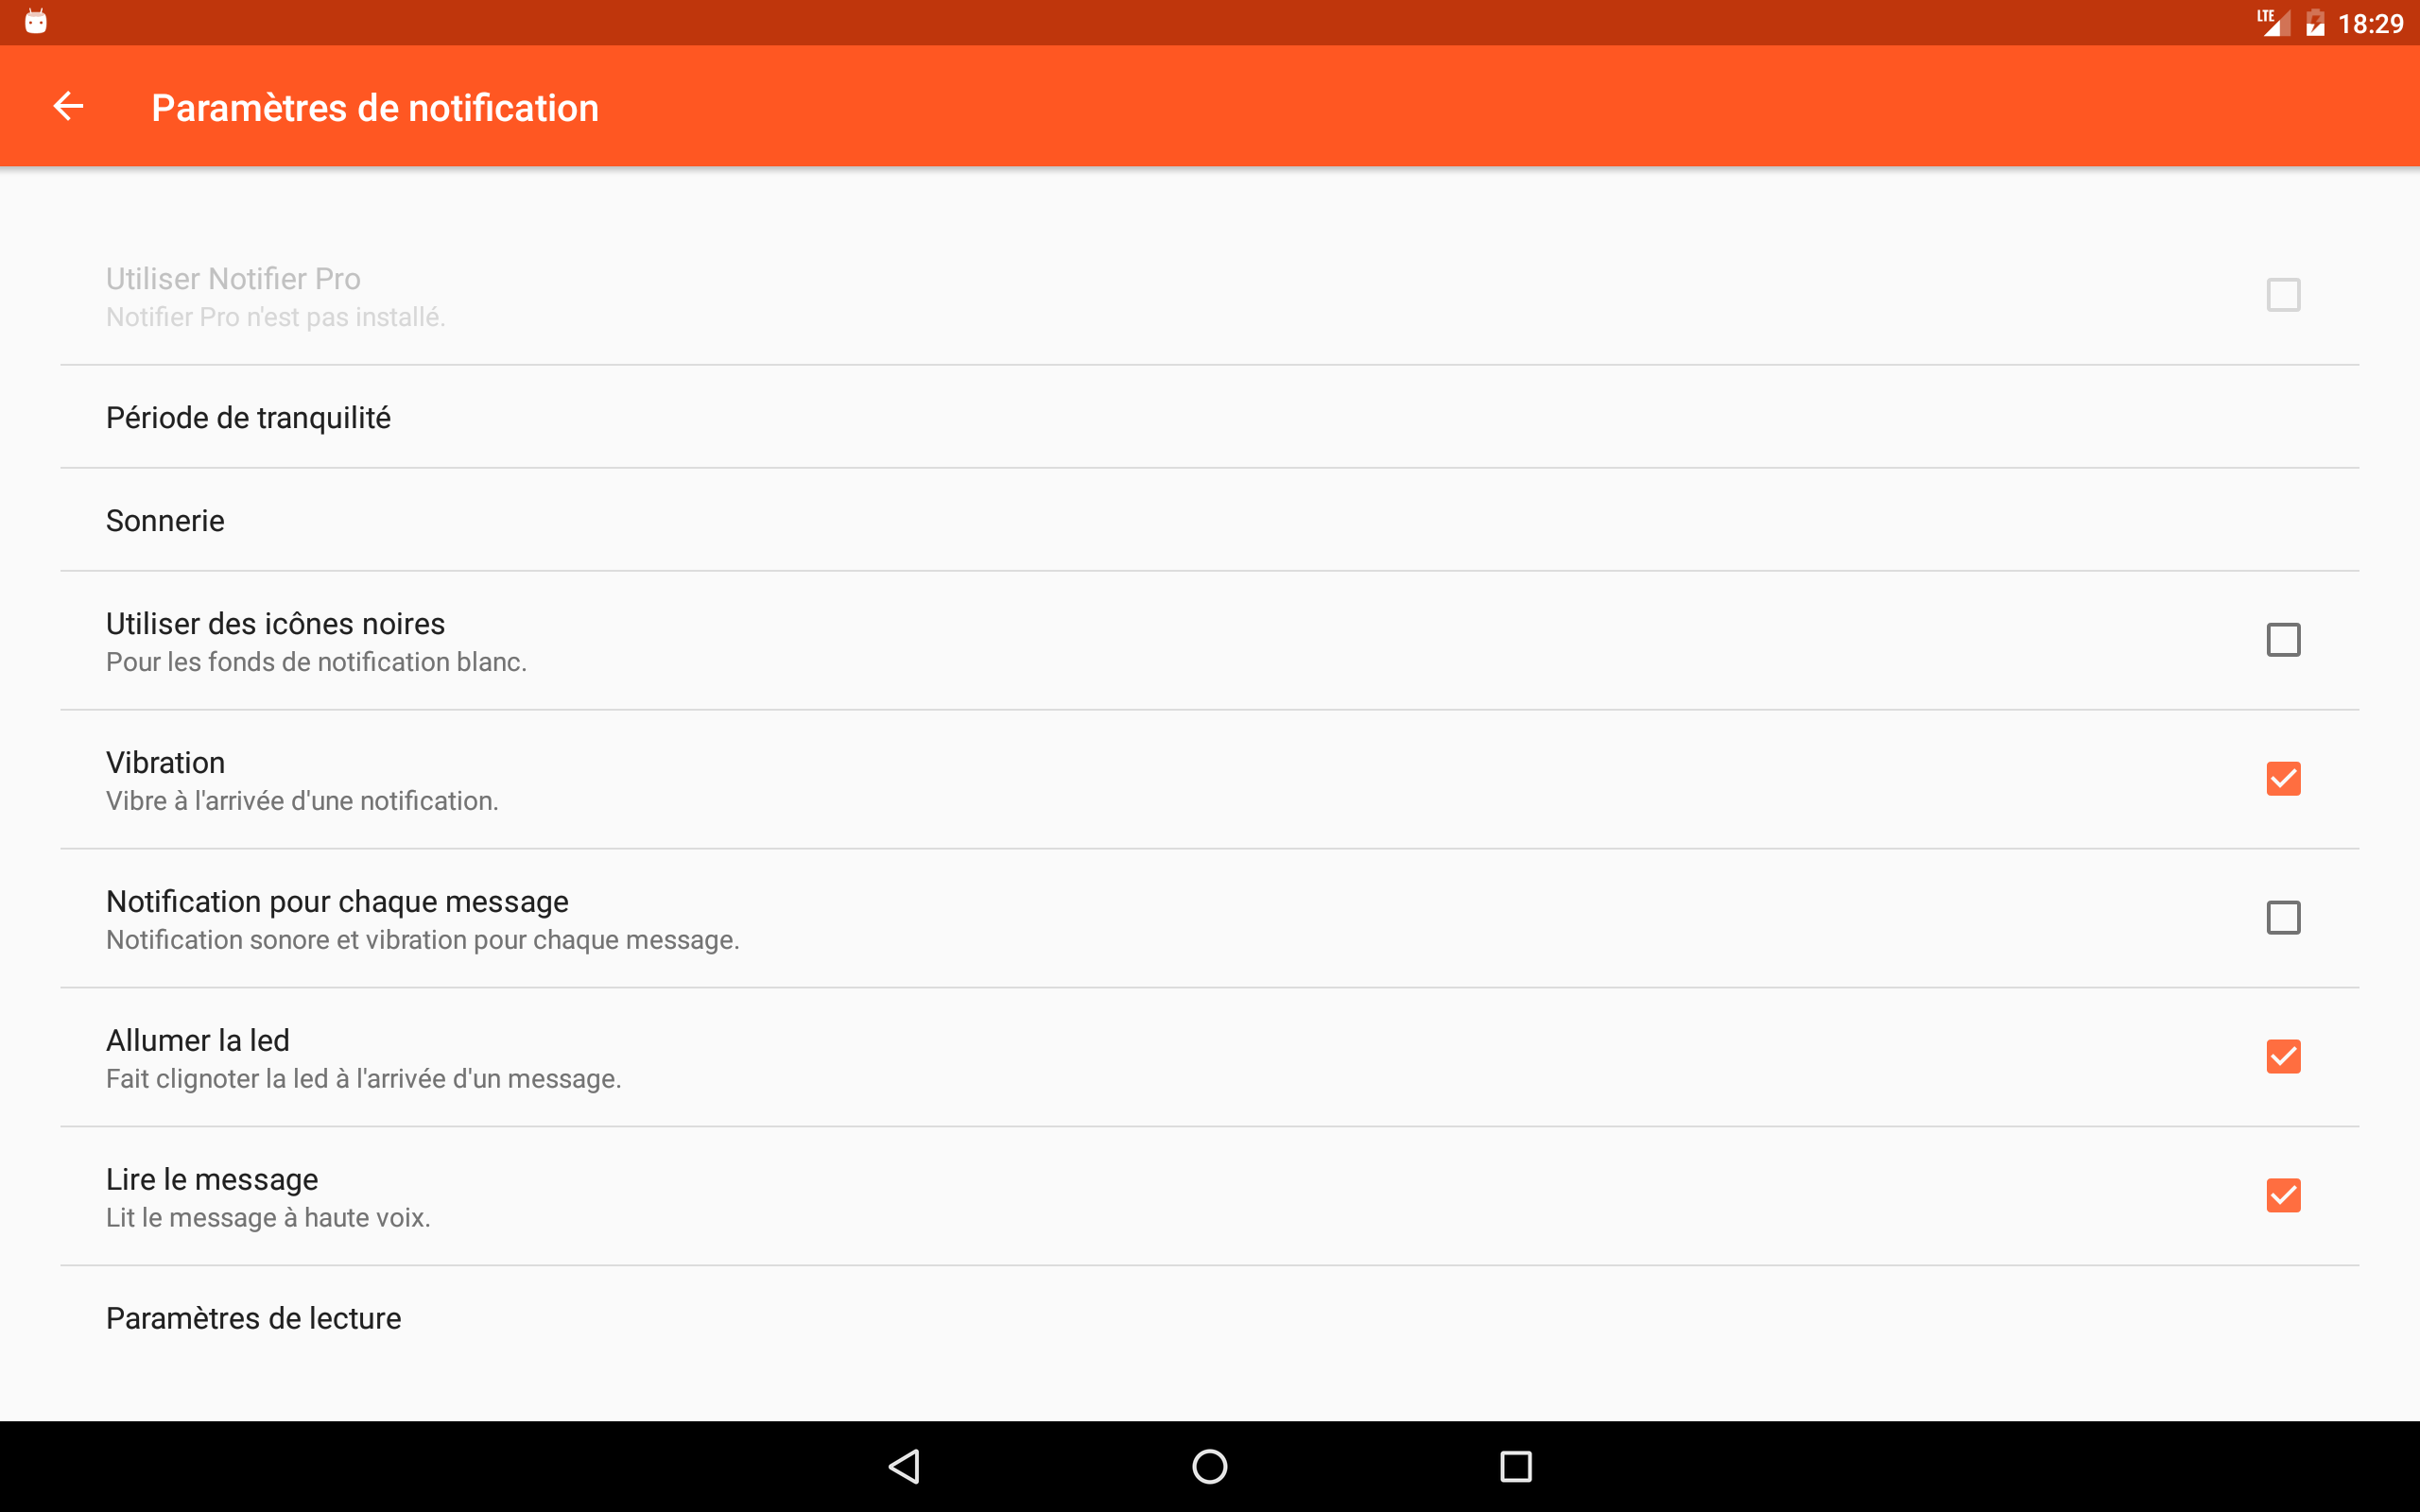 LTE 18:29
Paramètres de notification
Utiliser Notifier Pro
Notifier Pro n'est pas installé.
Période de tranquilité
Sonnerie
Utiliser des icônes noires
Pour les fonds de notification blanc.
Vibration
Vibre à l'arrivée d'une notification.
Notification pour chaque message
Notification sonore et vibration pour chaque message.
Allumer la led
Fait clignoter la led à l'arrivée d'un message.
Lire le message
Lit le message à haute voix.
Paramètres de lecture